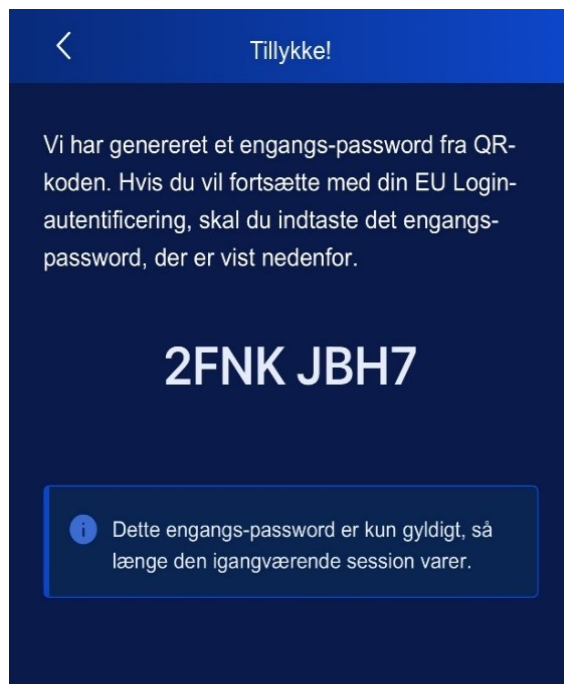 Tillykke!
Vi har genereret et engangs-password fra QR-
koden. Hvis du vil fortsætte med din EU Login-
autentificering, skal du indtaste det engangs-
password, der er vist nedenfor.
2FNK JBH7
Dette engangs-password er kun gyldigt, så
længe den igangværende session varer.